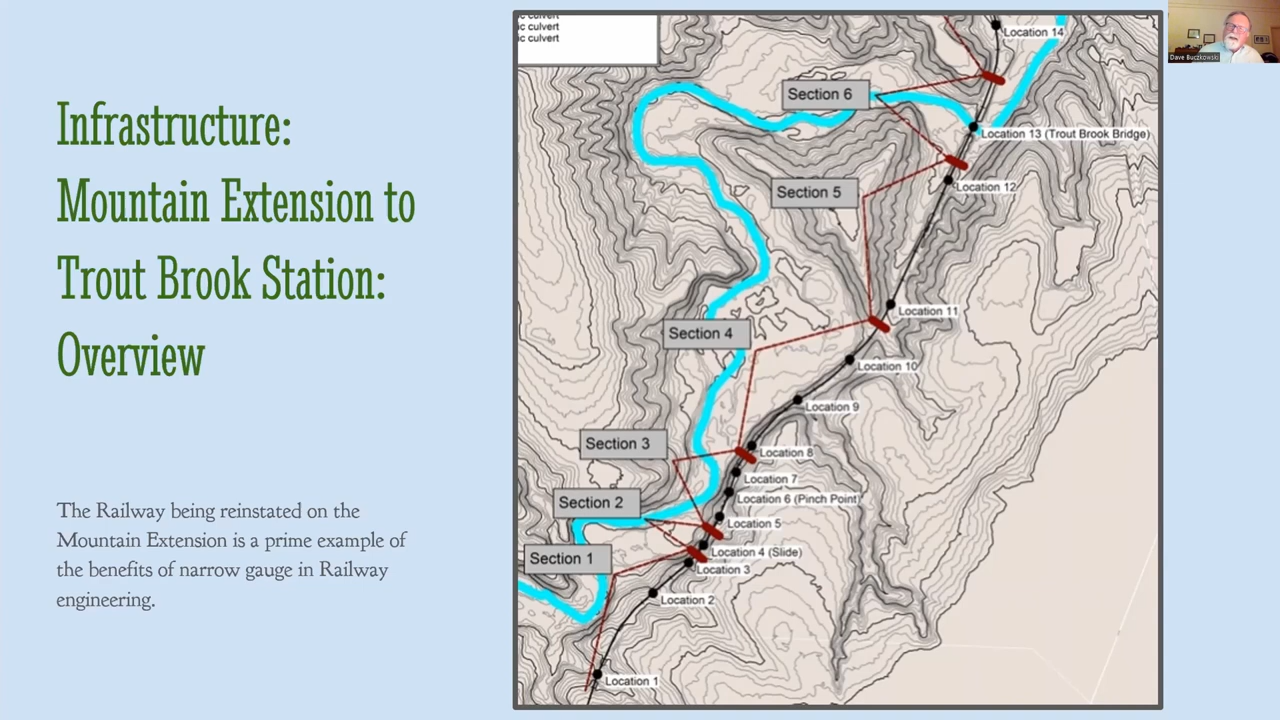 Infrastructure:
Mountain Extension to
Trout Brook Station:
Overview
The Railway being reinstated on the
Mountain Extension is a prime example of
the benefits of narrow gauge in Railway
engineering.
ic culvert
ic culvert
ic culvert
Location 14
Section 6
Location 13 (Trout Brook Bridge)
Section 5
Location 12
Location 11
Section 4
Location 10
Location 9
Section 3
Location 8
Location 7
Section 2
Location 6 (Pinch Point)
Location 5
Section 1
Location 4 (Slide)
Location 3
Location 2
Location 1
Dave Buczkowski